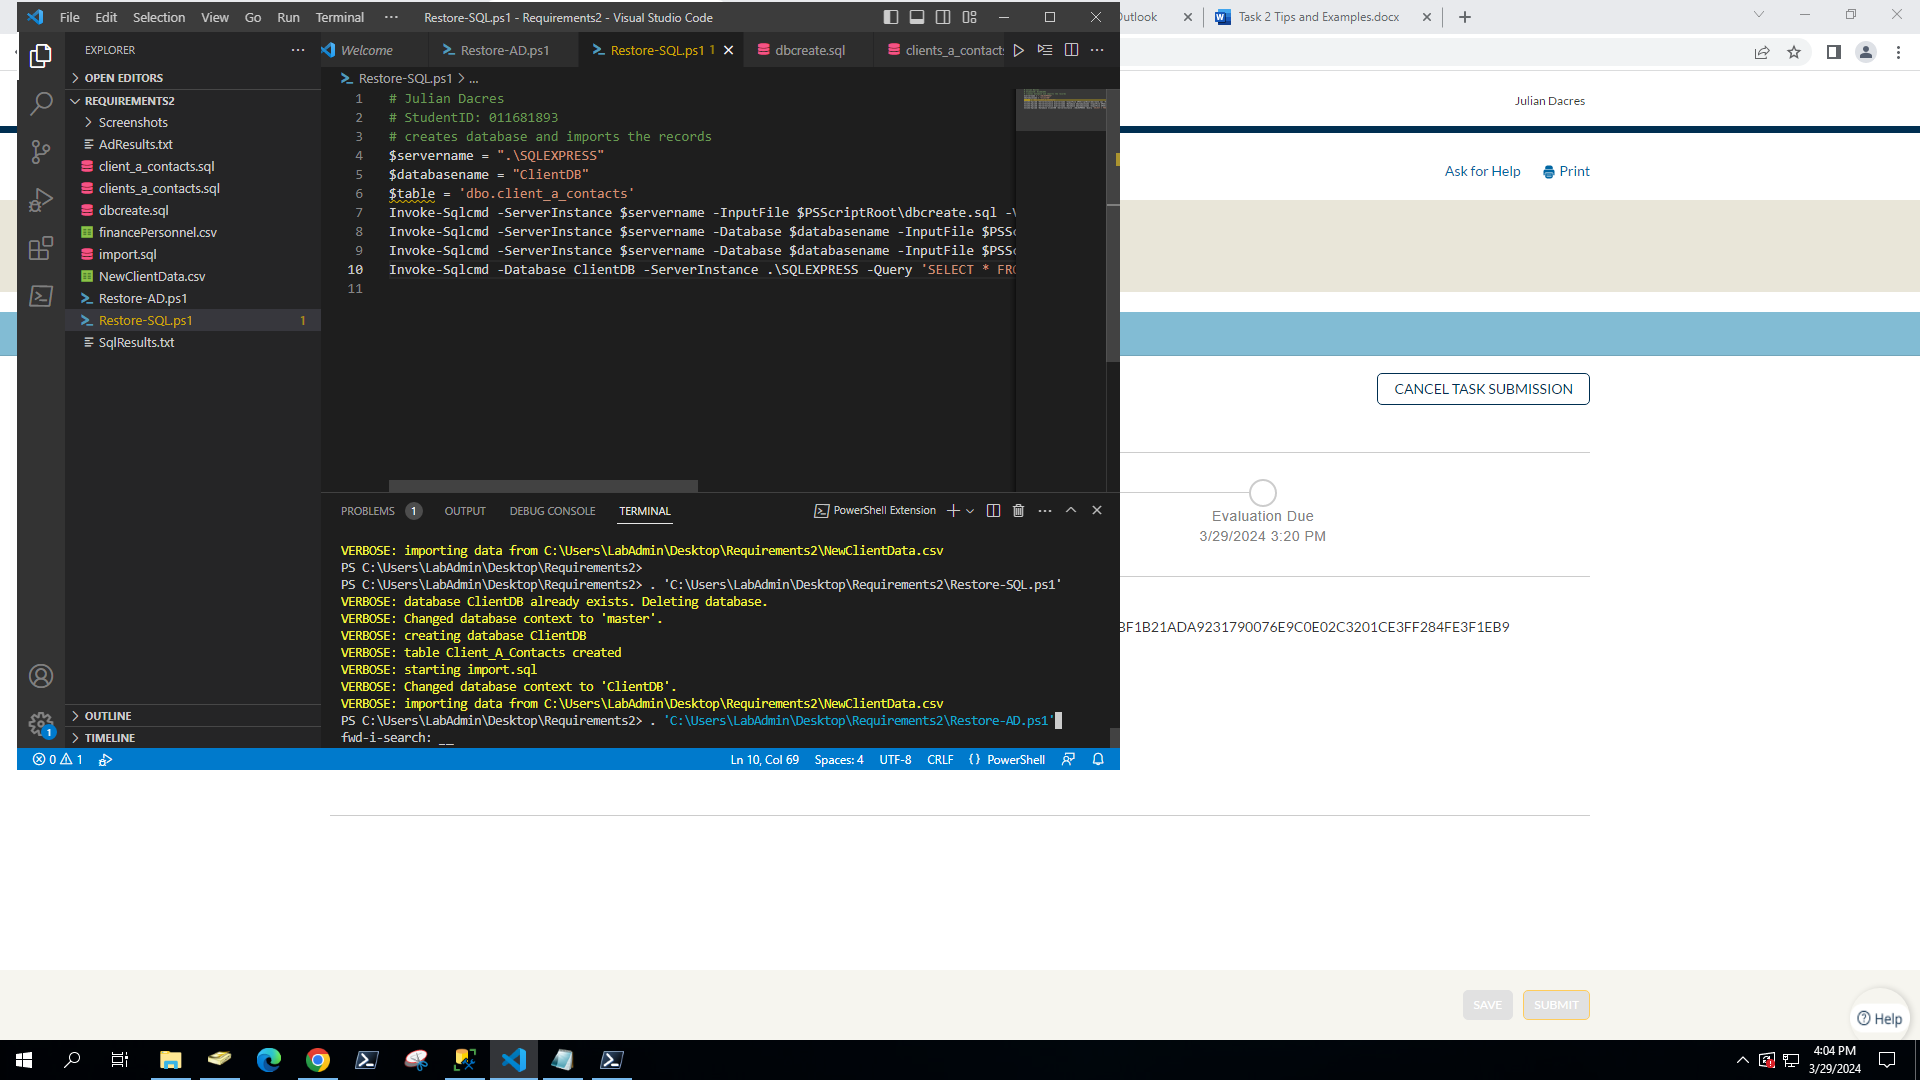 File Edit Selection View Go Run Terminal ··· Restore-SQL.ps1 - Requirements2 - Visual Studio Code
Outlook
Task 2 Tips and Examples.docx
EXPLORER
OPEN EDITORS
REQUIREMENTS2
Screenshots
AdResults.txt
client_a_contacts.sql
clients_a_contacts.sql
dbcreate.sql
financePersonnel.csv
import.sql
NewClientData.csv
Restore-AD.ps1
Restore-SQL.ps1 1
SqlResults.txt
OUTLINE
TIMELINE
1
Welcome Restore-AD.ps1 Restore-SQL.ps1 1 dbcreate.sql clients_a_contacts
Restore-SQL.ps1 > ...
1 # Julian Dacres
2 # StudentID: 011681893
3 # creates database and imports the records
4 $servername = ".\SQLEXPRESS"
5 $databasename = "ClientDB"
6 $table = 'dbo.client_a_contacts'
7 Invoke-Sqlcmd -ServerInstance $servername -InputFile $PSScriptRoot\dbcreate.sql -V
8 Invoke-Sqlcmd -ServerInstance $servername -Database $databasename -InputFile $PSSc
9 Invoke-Sqlcmd -ServerInstance $servername -Database $databasename -InputFile $PSSc
10 Invoke-Sqlcmd -Database ClientDB -ServerInstance .\SQLEXPRESS -Query 'SELECT * FRO
11
PROBLEMS 1 OUTPUT DEBUG CONSOLE TERMINAL PowerShell Extension
VERBOSE: importing data from C:\Users\LabAdmin\Desktop\Requirements2\NewClientData.csv
PS C:\Users\LabAdmin\Desktop\Requirements2>
PS C:\Users\LabAdmin\Desktop\Requirements2> . 'C:\Users\LabAdmin\Desktop\Requirements2\Restore-SQL.ps1'
VERBOSE: database ClientDB already exists. Deleting database.
VERBOSE: Changed database context to 'master'.
VERBOSE: creating database ClientDB
VERBOSE: table Client_A_Contacts created
VERBOSE: starting import.sql
VERBOSE: Changed database context to 'ClientDB'.
VERBOSE: importing data from C:\Users\LabAdmin\Desktop\Requirements2\NewClientData.csv
PS C:\Users\LabAdmin\Desktop\Requirements2> . 'C:\Users\LabAdmin\Desktop\Requirements2\Restore-AD.ps1'
fwd-i-search: __
0 1 Ln 10, Col 69 Spaces: 4 UTF-8 CRLF {} PowerShell
Julian Dacres
Ask for Help Print
CANCEL TASK SUBMISSION
Evaluation Due
3/29/2024 3:20 PM
BF1B21ADA9231790076E9C0E02C3201CE3FF284FE3F1EB9
SAVE SUBMIT
Help
4:04 PM
3/29/2024